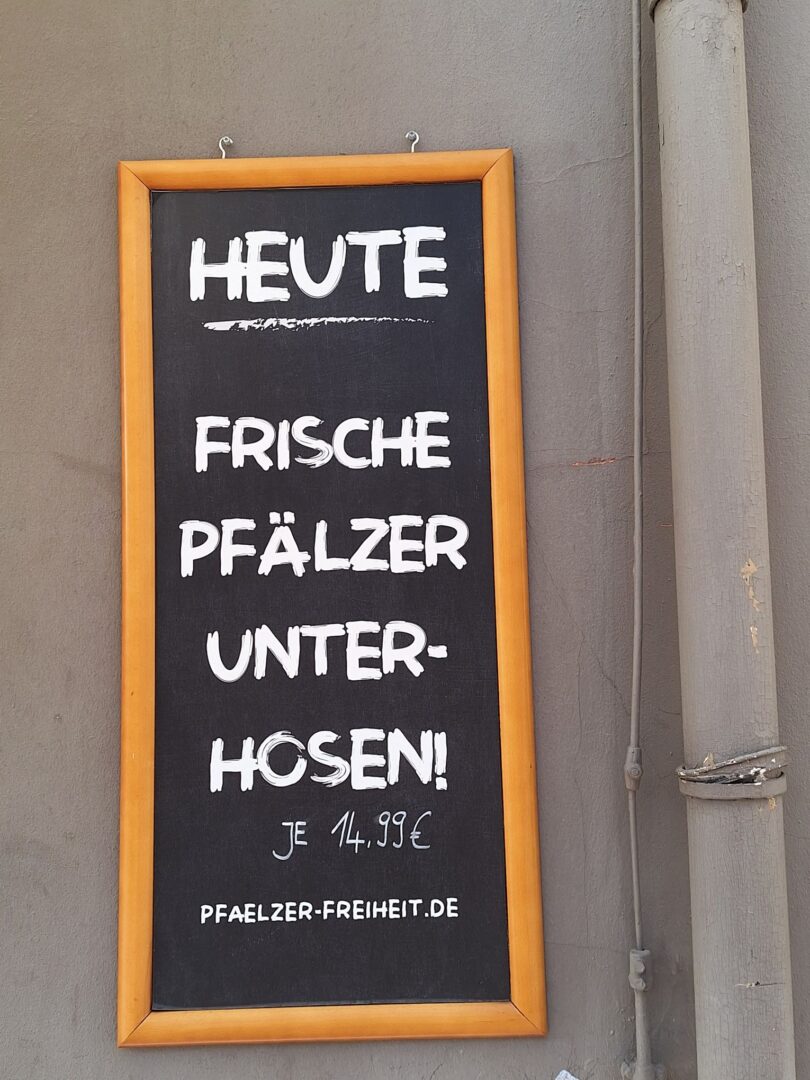 HEUTE
FRISCHE
PFÄLZER
UNTER-
HOSEN!
JE 14,99€
PFAELZER-FREIHEIT.DE